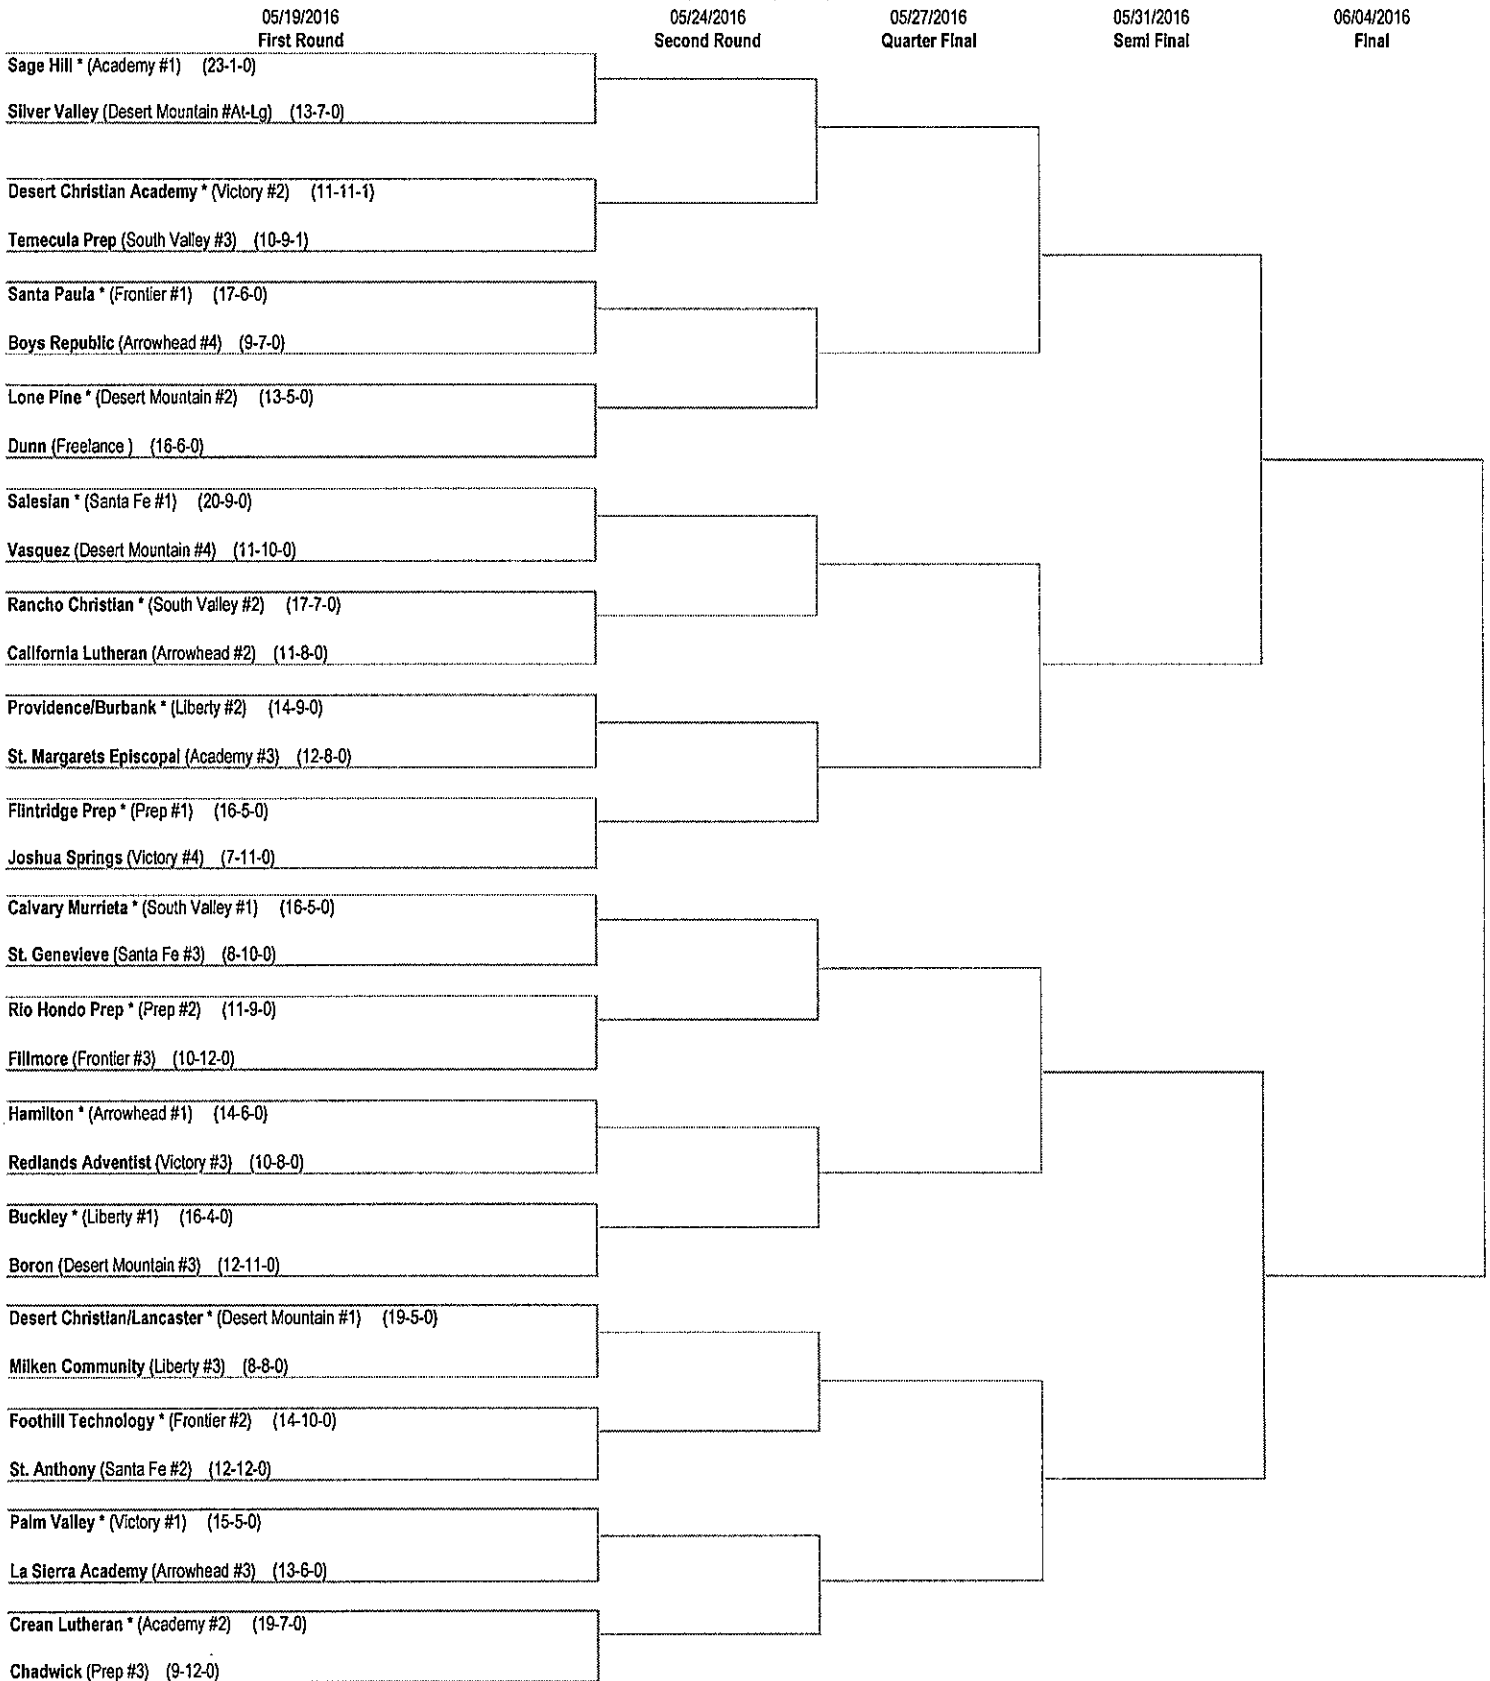 05/19/2016 05/24/2016 05/27/2016 05/31/2016 06/04/2016
First Round Second Round Quarter Final Semi Final Final
Sage Hill * (Academy #1) (23-1-0)
Silver Valley (Desert Mountain #At-Lg) (13-7-0)
Desert Christian Academy * (Victory #2) (11-11-1)
Temecula Prep (South Valley #3) (10-9-1)
Santa Paula * (Frontier #1) (17-6-0)
Boys Republic (Arrowhead #4) (9-7-0)
Lone Pine * (Desert Mountain #2) (13-5-0)
Dunn (Freelance ) (16-6-0)
Salesian * (Santa Fe #1) (20-9-0)
Vasquez (Desert Mountain #4) (11-10-0)
Rancho Christian * (South Valley #2) (17-7-0)
California Lutheran (Arrowhead #2) (11-8-0)
Providence/Burbank * (Liberty #2) (14-9-0)
St. Margarets Episcopal (Academy #3) (12-8-0)
Flintridge Prep * (Prep #1) (16-5-0)
Joshua Springs (Victory #4) (7-11-0)
Calvary Murrieta * (South Valley #1) (16-5-0)
St. Genevieve (Santa Fe #3) (8-10-0)
Rio Hondo Prep * (Prep #2) (11-9-0)
Fillmore (Frontier #3) (10-12-0)
Hamilton * (Arrowhead #1) (14-6-0)
Redlands Adventist (Victory #3) (10-8-0)
Buckley * (Liberty #1) (16-4-0)
Boron (Desert Mountain #3) (12-11-0)
Desert Christian/Lancaster * (Desert Mountain #1) (19-5-0)
Milken Community (Liberty #3) (8-8-0)
Foothill Technology * (Frontier #2) (14-10-0)
St. Anthony (Santa Fe #2) (12-12-0)
Palm Valley * (Victory #1) (15-5-0)
La Sierra Academy (Arrowhead #3) (13-6-0)
Crean Lutheran * (Academy #2) (19-7-0)
Chadwick (Prep #3) (9-12-0)